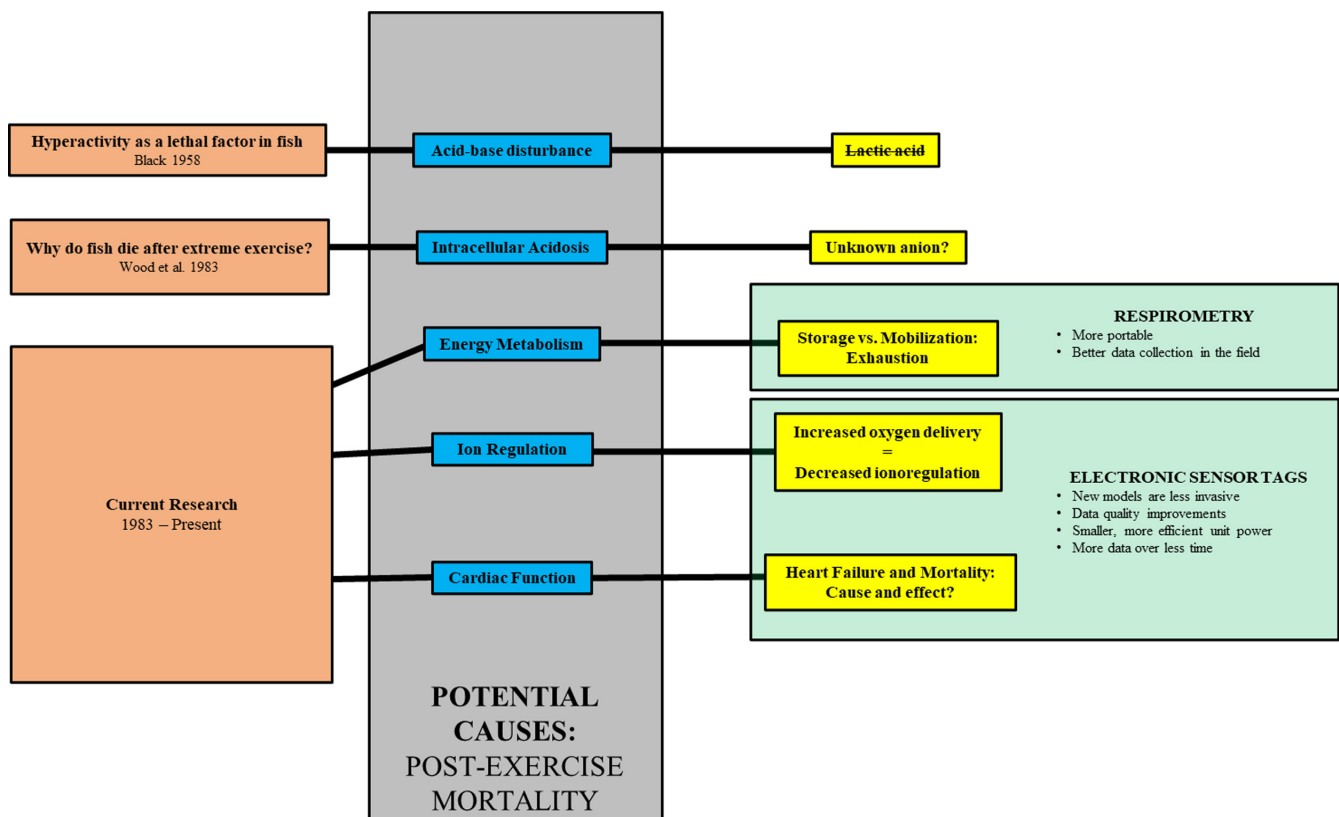 Hyperactivity as a lethal factor in fish
Black 1958
Acid-base disturbance
Lactic acid
Why do fish die after extreme exercise?
Wood et al. 1983
Intracellular Acidosis
Unknown anion?
Current Research
1983 – Present
Energy Metabolism
Storage vs. Mobilization:
Exhaustion
RESPIROMETRY
• More portable
• Better data collection in the field
Ion Regulation
Increased oxygen delivery
=
Decreased ionoregulation
ELECTRONIC SENSOR TAGS
• New models are less invasive
• Data quality improvements
• Smaller, more efficient unit power
• More data over less time
Cardiac Function
Heart Failure and Mortality:
Cause and effect?
POTENTIAL
CAUSES:
POST-EXERCISE
MORTALITY